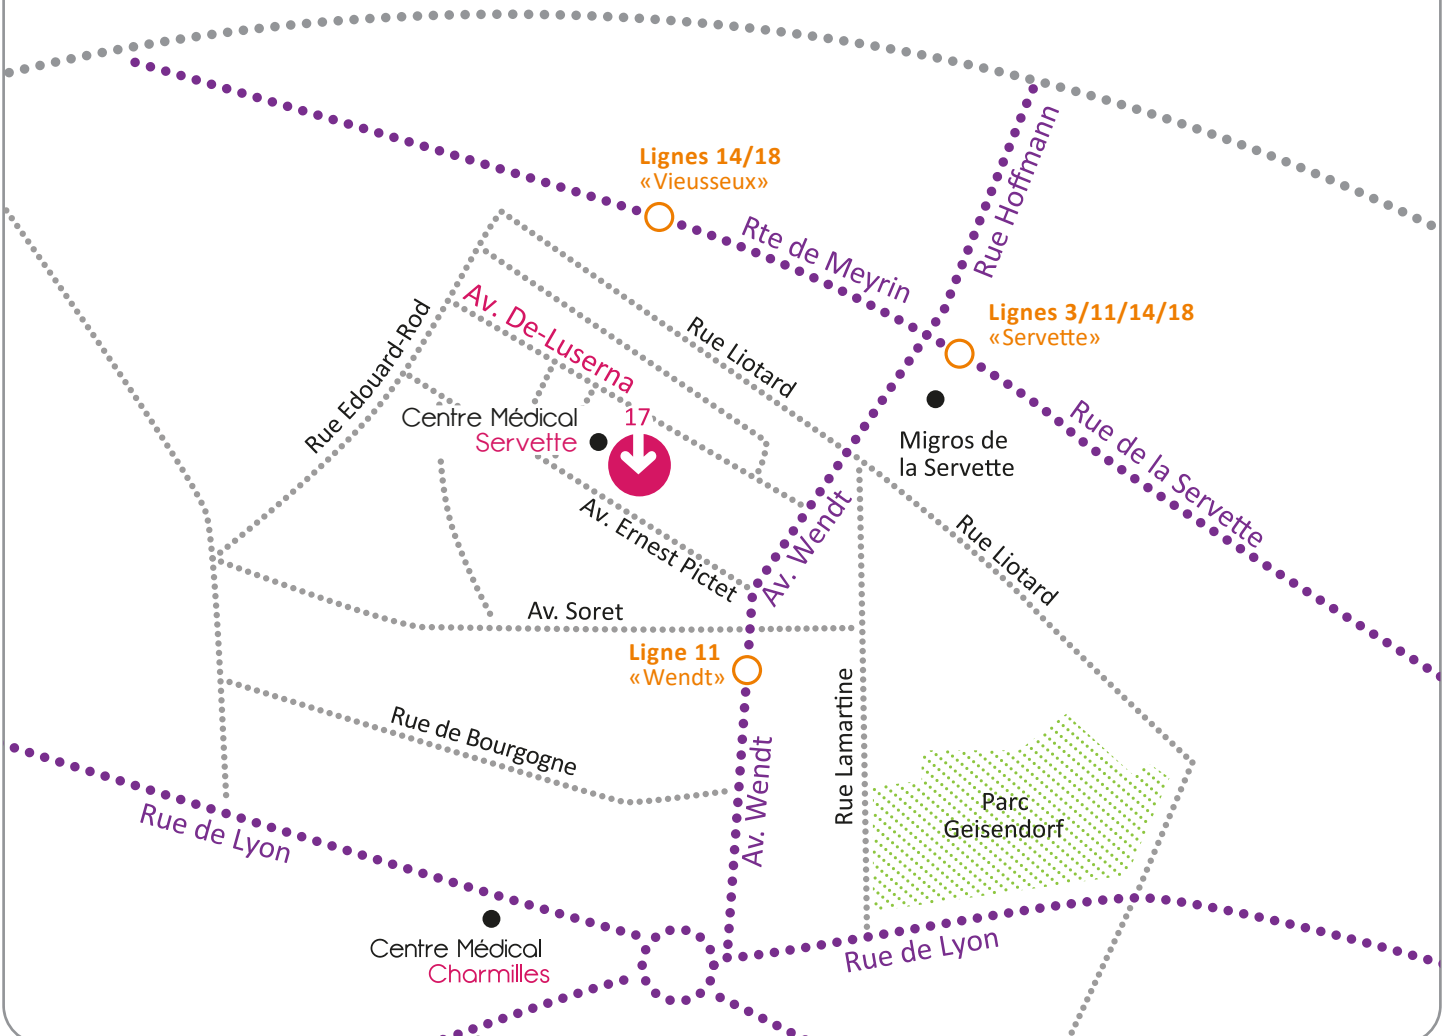 Lignes 14/18
«Vieusseux»
Rue Hoffmann
Rte de Meyrin
Lignes 3/11/14/18
«Servette»
Av. De-Luserna
Rue Edouard-Rod
Rue Liotard
Centre Médical
Servette
17
Migros de
la Servette
Rue de la Servette
Av. Ernest Pictet
Av. Wendt
Rue Liotard
Av. Soret
Ligne 11
«Wendt»
Rue de Bourgogne
Rue Lamartine
Av. Wendt
Parc
Geisendorf
Rue de Lyon
Rue de Lyon
Centre Médical
Charmilles